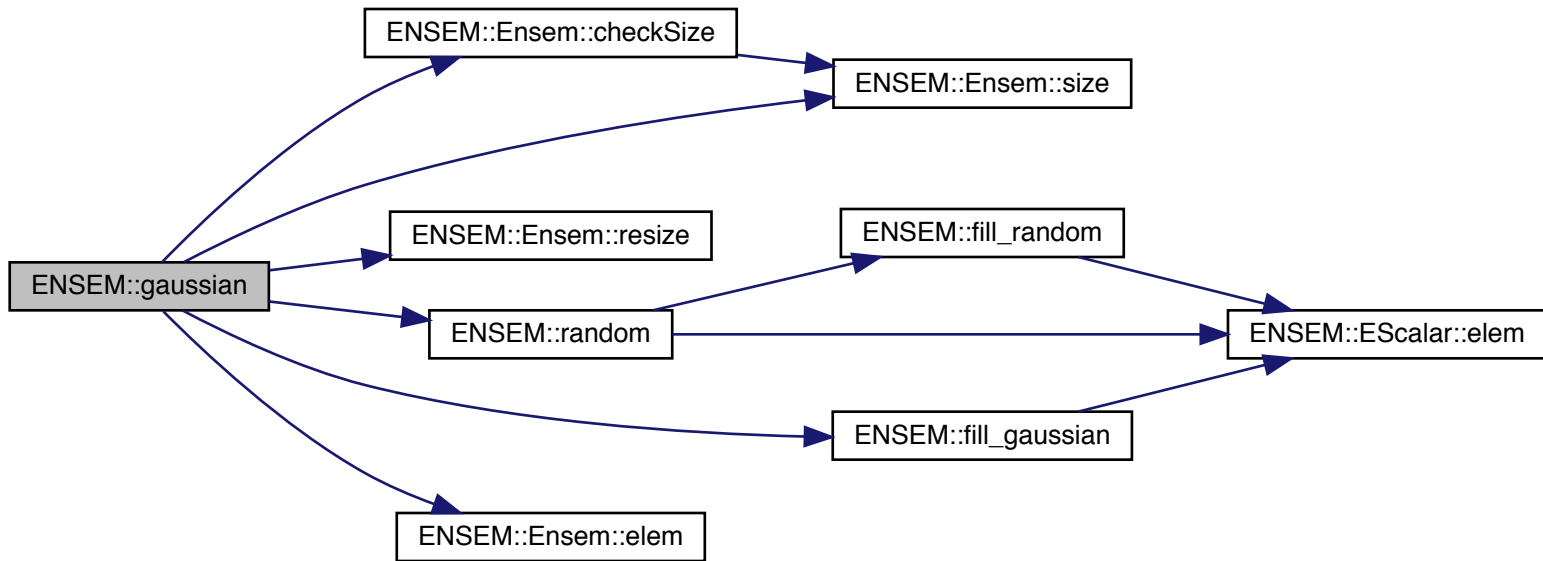 ENSEM::Ensem::checkSize
ENSEM::Ensem::size
ENSEM::Ensem::resize
ENSEM::fill_random
ENSEM::gaussian
ENSEM::random
ENSEM::EScalar::elem
ENSEM::fill_gaussian
ENSEM::Ensem::elem